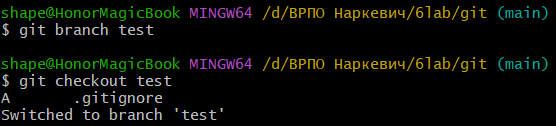 shape@HonorMagicBook MINGW64 /d/ВРПО Наркевич/6lab/git (main)
$ git branch test
shape@HonorMagicBook MINGW64 /d/ВРПО Наркевич/6lab/git (main)
$ git checkout test
A       .gitignore
Switched to branch 'test'